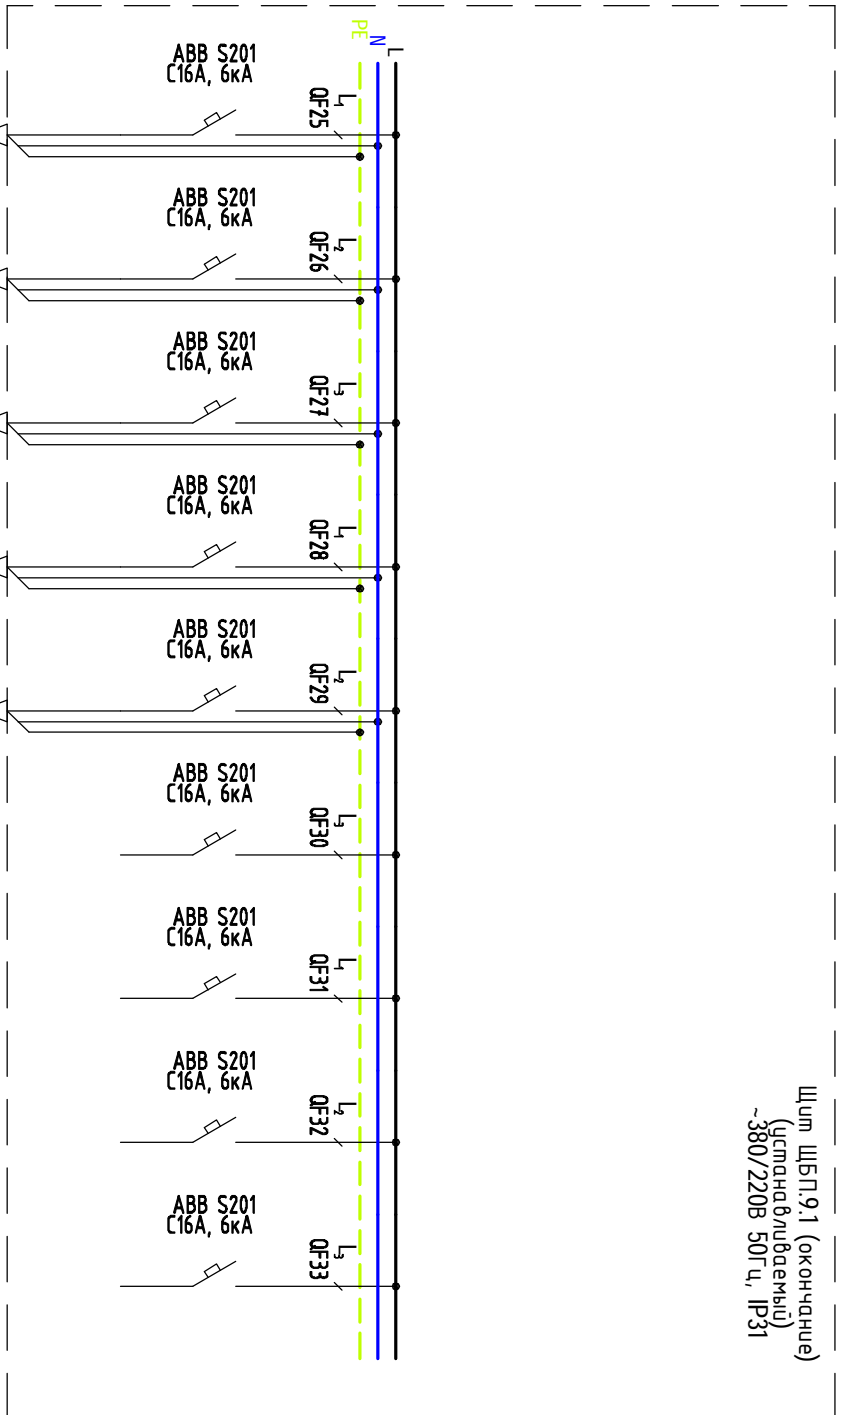 PE
N
L
ABB S201
C16A, 6кА
L1
QF25
ABB S201
C16A, 6кА
L2
QF26
ABB S201
C16A, 6кА
L3
QF27
ABB S201
C16A, 6кА
L1
QF28
ABB S201
C16A, 6кА
L2
QF29
ABB S201
C16A, 6кА
L3
QF30
ABB S201
C16A, 6кА
L1
QF31
ABB S201
C16A, 6кА
L2
QF32
ABB S201
C16A, 6кА
L3
QF33
Щит ЩБП.9.1 (окончание)
(устанавливаемый)
~380/220В 50Гц, IP31